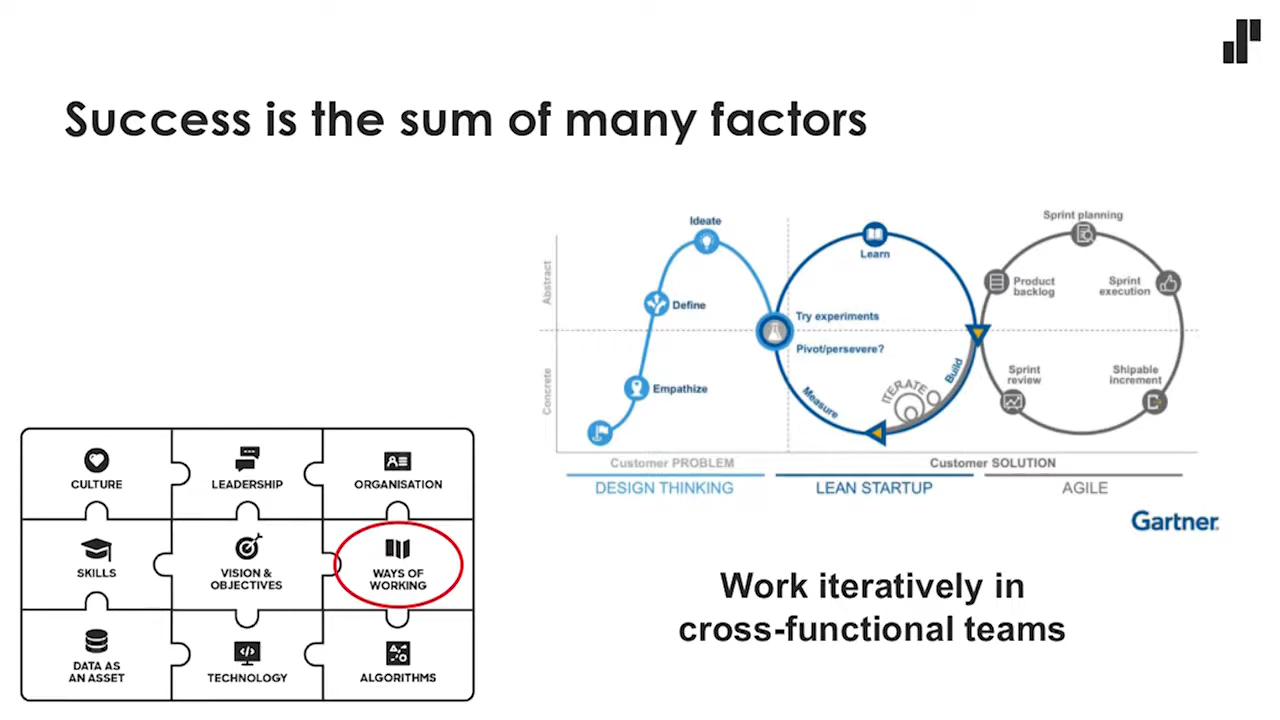 Success is the sum of many factors
CULTURE
LEADERSHIP
ORGANISATION
SKILLS
VISION &
OBJECTIVES
WAYS OF
WORKING
DATA AS
AN ASSET
TECHNOLOGY
ALGORITHMS
Abstract
Concrete
Ideate
Define
Empathize
Learn
Try experiments
Pivot/persevere?
Measure
ITERATE
Build
Sprint planning
Product
backlog
Sprint
execution
Sprint
review
Shipable
increment
Customer PROBLEM
Customer SOLUTION
DESIGN THINKING
LEAN STARTUP
AGILE
Gartner
Work iteratively in
cross-functional teams